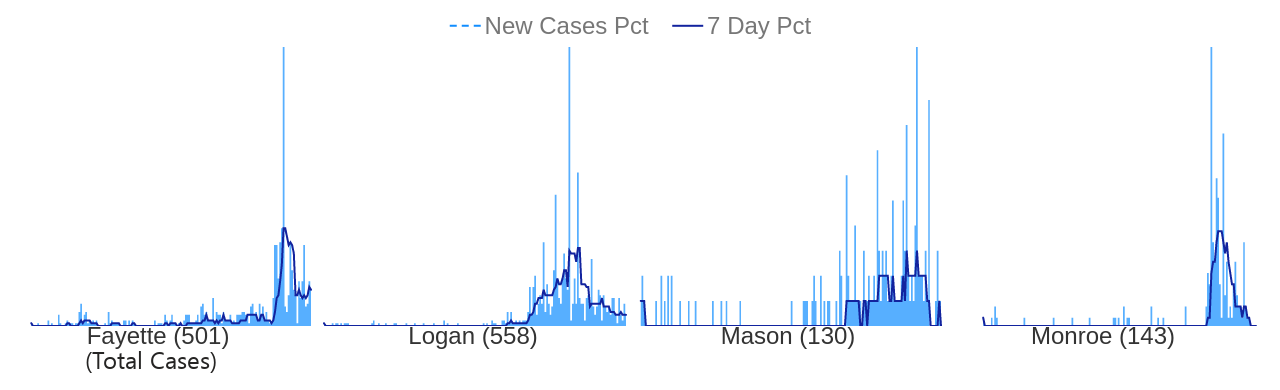 New Cases Pct 7 Day Pct
Fayette (501) Logan (558) Mason (130) Monroe (143)
(Total Cases)